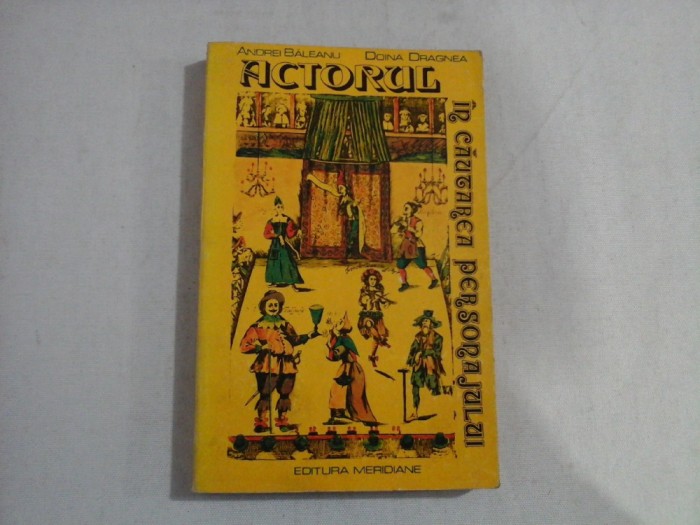 ANDREI BĂLEANU DOINA DRAGNEA
ACTORUL
ÎN CĂUTAREA PERSONAJULUI
EDITURA MERIDIANE